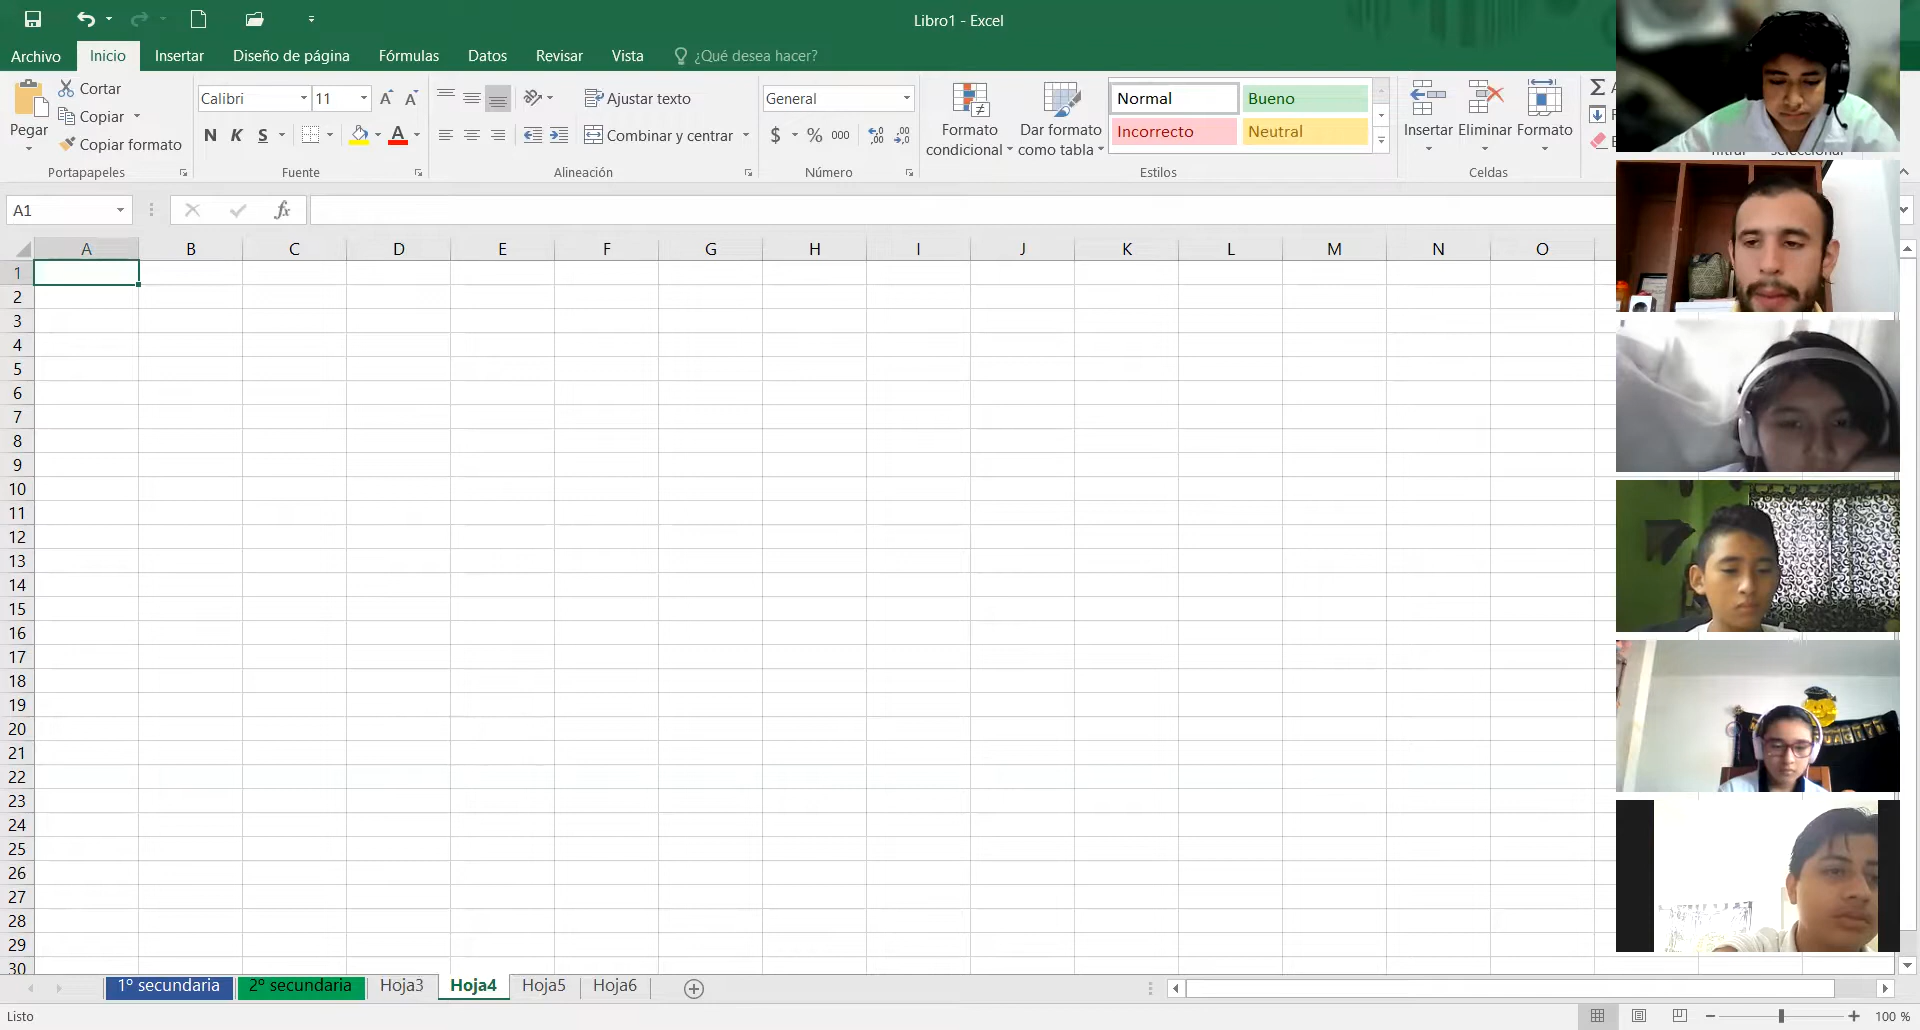 Libro1 - Excel
Archivo Inicio Insertar Diseño de página Fórmulas Datos Revisar Vista ¿Qué desea hacer?
Pegar
Cortar
Copiar
Copiar formato
Portapapeles
Calibri 11
N K S A
Fuente
Ajustar texto
Combinar y centrar
Alineación
General
$ % 000
Número
Formato condicional
Dar formato como tabla
Normal Bueno
Incorrecto Neutral
Estilos
Insertar Eliminar Formato
Celdas
A1 fx
A B C D E F G H I J K L M N O
1
2
3
4
5
6
7
8
9
10
11
12
13
14
15
16
17
18
19
20
21
22
23
24
25
26
27
28
29
30
1º secundaria 2º secundaria Hoja3 Hoja4 Hoja5 Hoja6
Listo 100 %